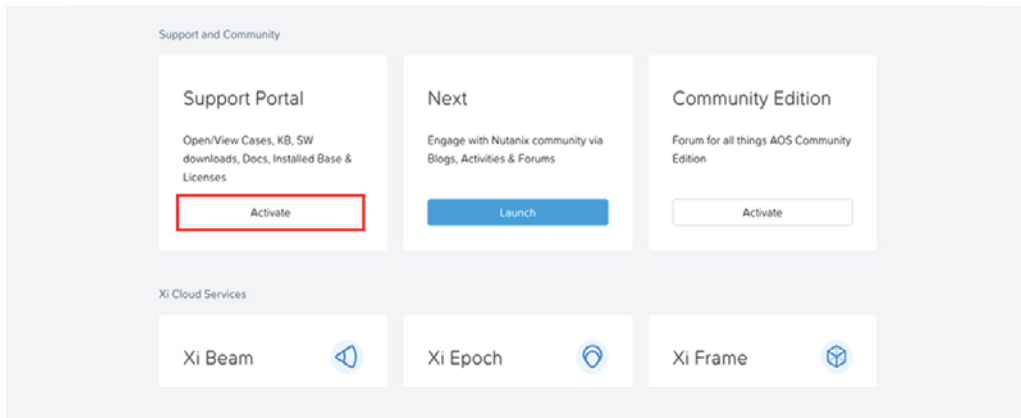 Support and Community
Support Portal
Open/View Cases, KB, SW
downloads, Docs, Installed Base &
Licenses
Activate
Next
Engage with Nutanix community via
Blogs, Activities & Forums
Launch
Community Edition
Forum for all things AOS Community
Edition
Activate
Xi Cloud Services
Xi Beam
Xi Epoch
Xi Frame